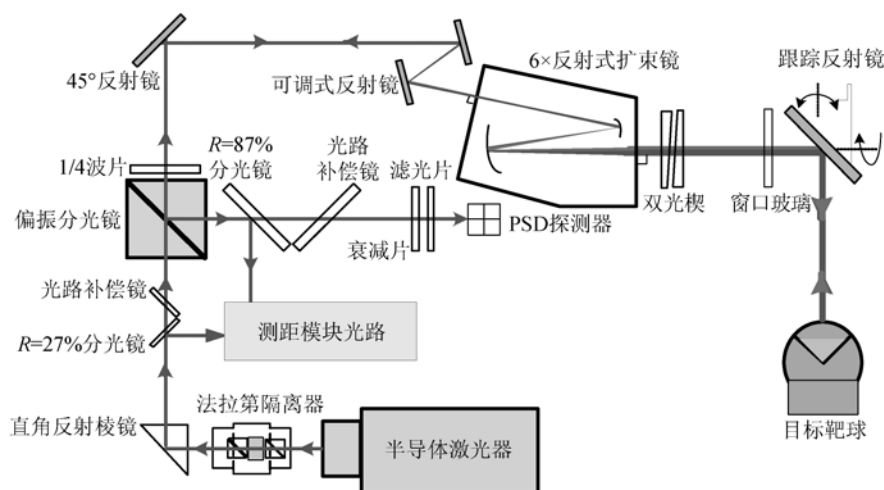 45°反射镜
可调式反射镜
6×反射式扩束镜
跟踪反射镜
1/4波片
R=87%
分光镜
光路
补偿镜
滤光片
偏振分光镜
衰减片
PSD探测器
双光楔
窗口玻璃
光路补偿镜
R=27%分光镜
测距模块光路
直角反射棱镜
法拉第隔离器
半导体激光器
目标靶球